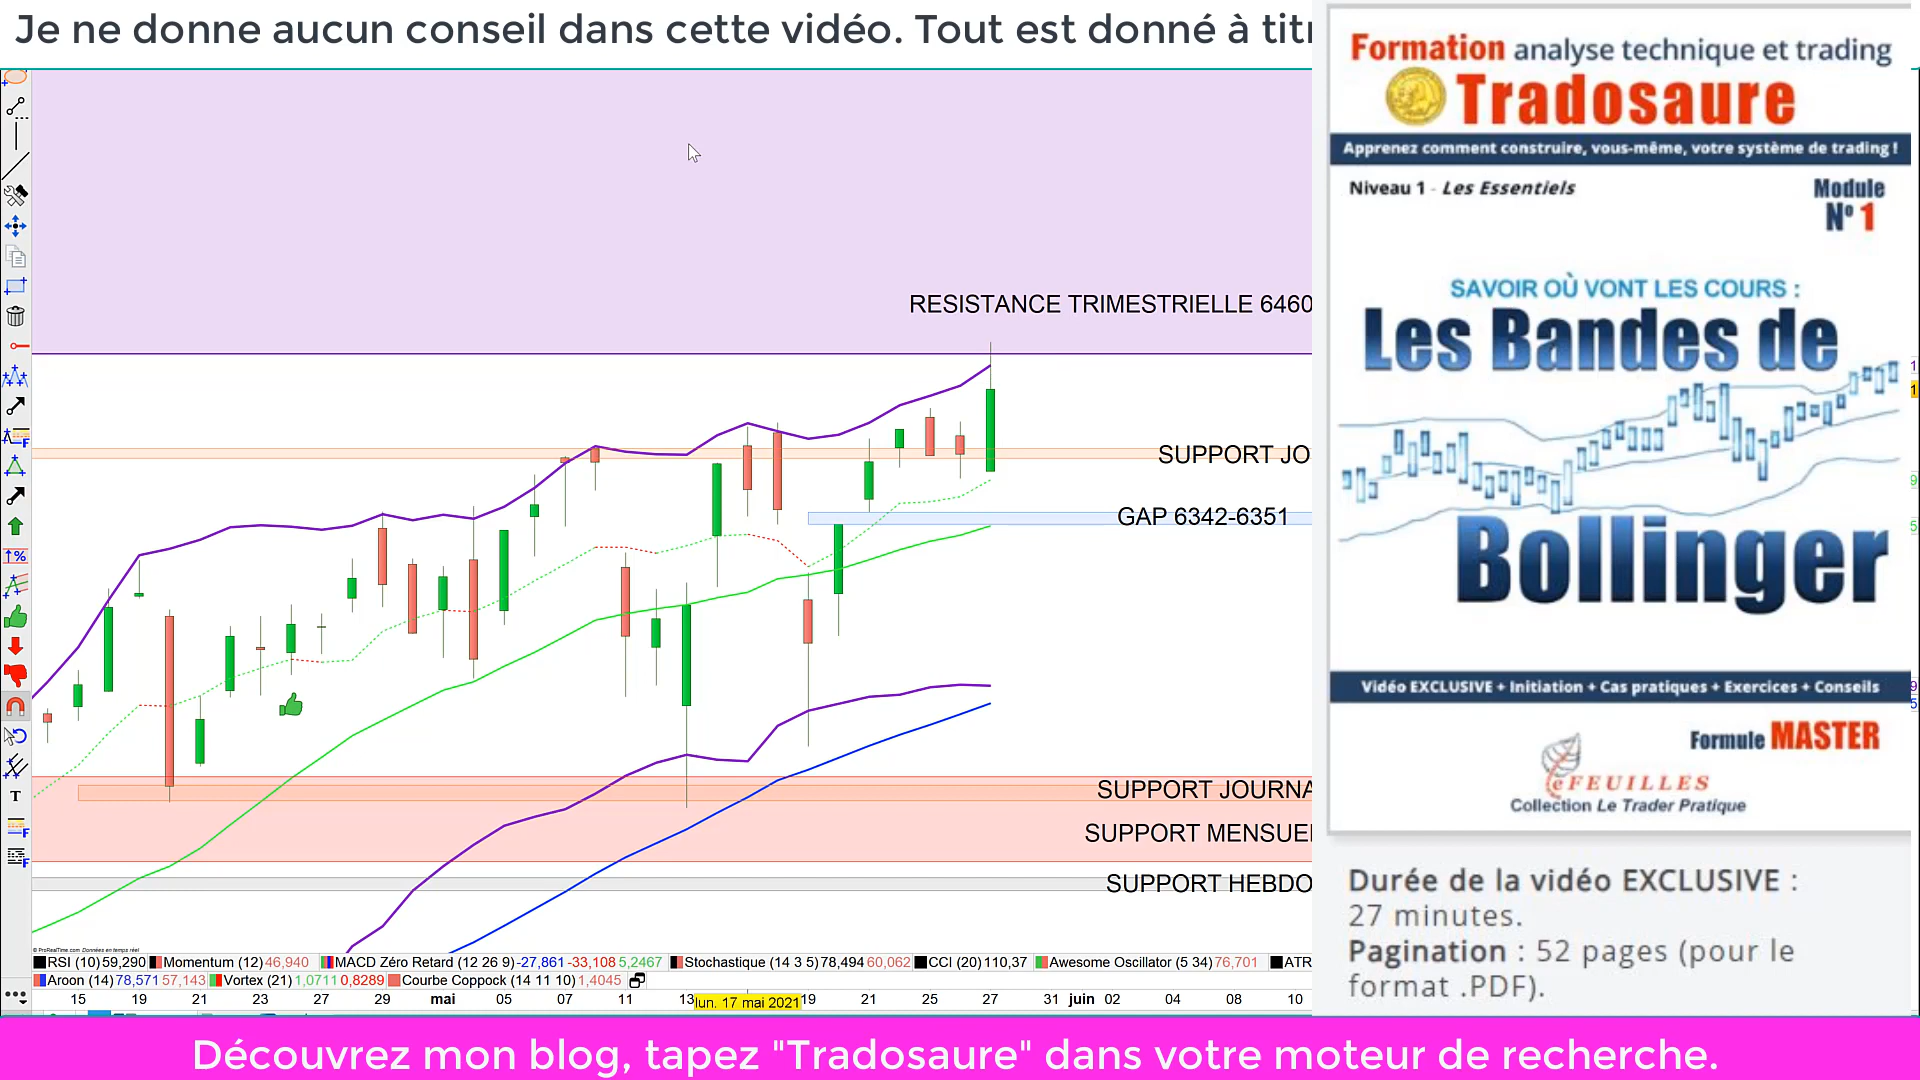 Je ne donne aucun conseil dans cette vidéo. Tout est donné à titr
RESISTANCE TRIMESTRIELLE 6460
SUPPORT JO
GAP 6342-6351
SUPPORT JOURNA
SUPPORT MENSUEL
SUPPORT HEBDO
© ProRealTime.com Données en temps réel
RSI (10) 59,290 Momentum (12) 46,940 MACD Zéro Retard (12 26 9) -27,861 -33,108 5,2467 Stochastique (14 3 5) 78,494 60,062 CCI (20) 110,37 Awesome Oscillator (5 34) 76,701 ATR
Aroon (14) 78,571 57,143 Vortex (21) 1,0711 0,8289 Courbe Coppock (14 11 10) 1,4045
15 19 21 23 27 29 mai 05 07 11 13 lun. 17 mai 2021 19 21 25 27 31 juin 02 04 08 10
Formation analyse technique et trading
Tradosaure
Apprenez comment construire, vous-même, votre système de trading !
Niveau 1 - Les Essentiels
Module
N° 1
SAVOIR OÙ VONT LES COURS :
Les Bandes de
Bollinger
Vidéo EXCLUSIVE + Initiation + Cas pratiques + Exercices + Conseils
Formule MASTER
eFEUILLES
Collection Le Trader Pratique
Durée de la vidéo EXCLUSIVE :
27 minutes.
Pagination : 52 pages (pour le
format .PDF).
Découvrez mon blog, tapez "Tradosaure" dans votre moteur de recherche.